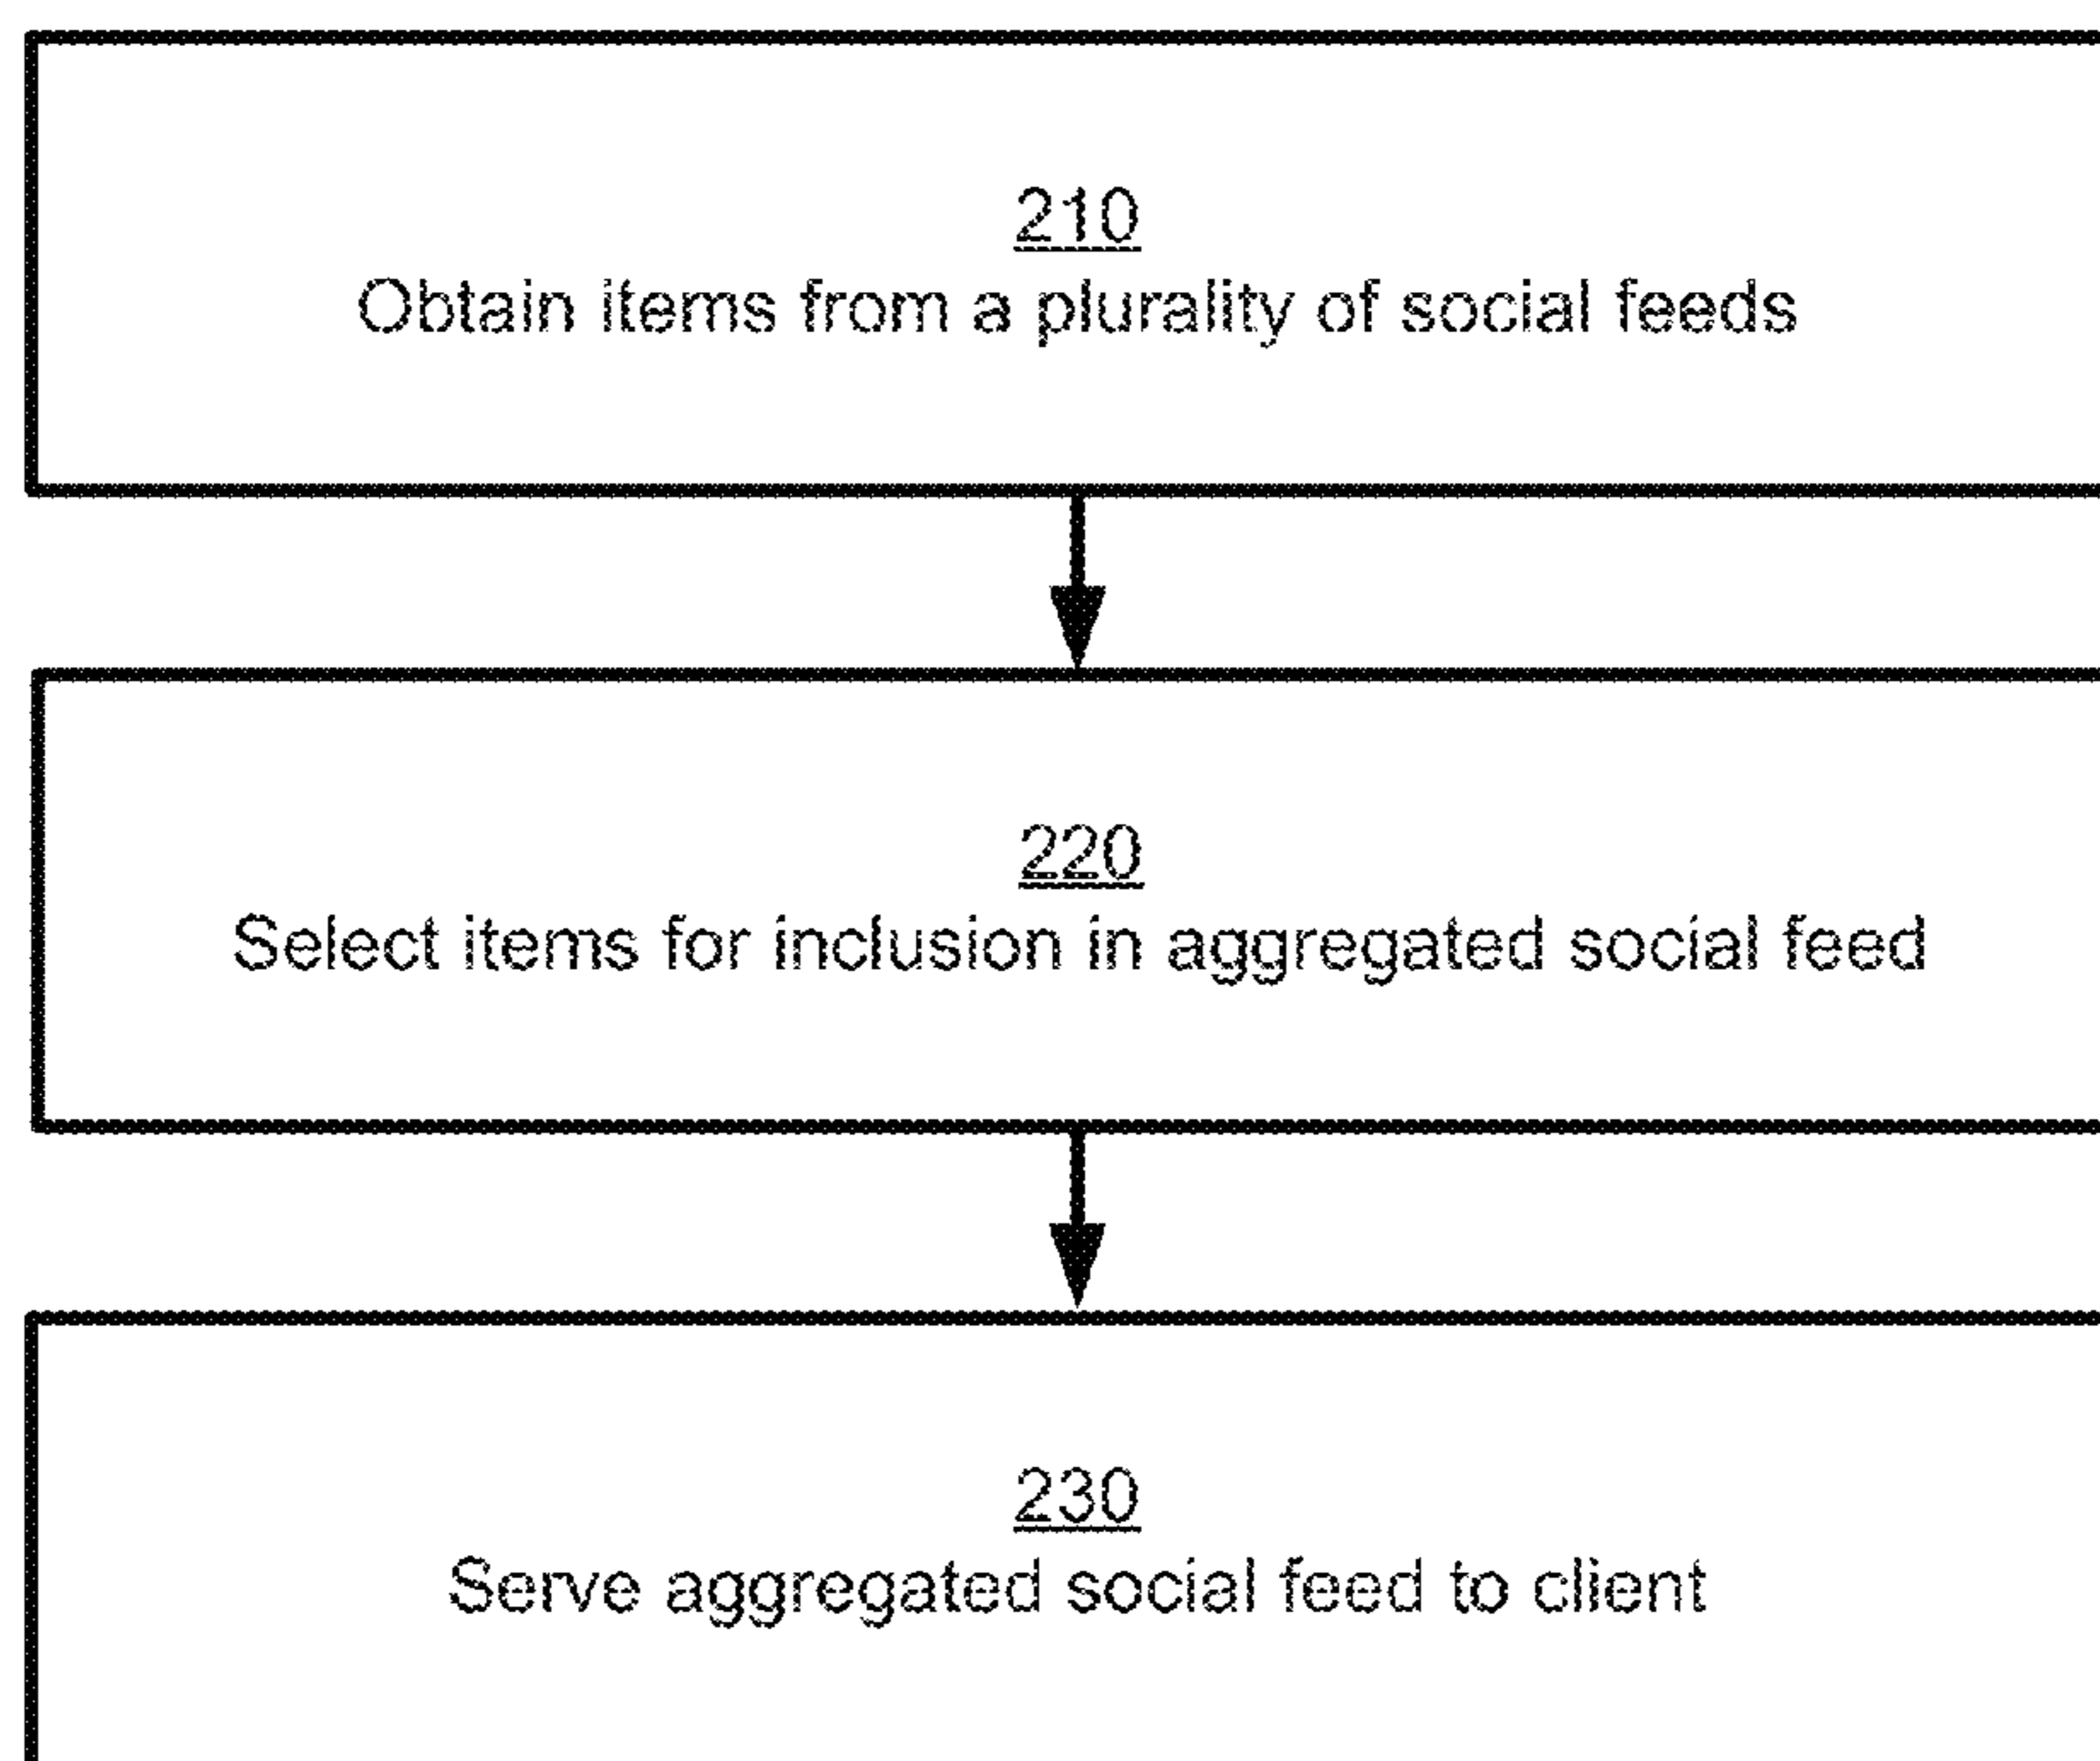 210
Obtain items from a plurality of social feeds
220
Select items for inclusion in aggregated social feed
230
Serve aggregated social feed to client